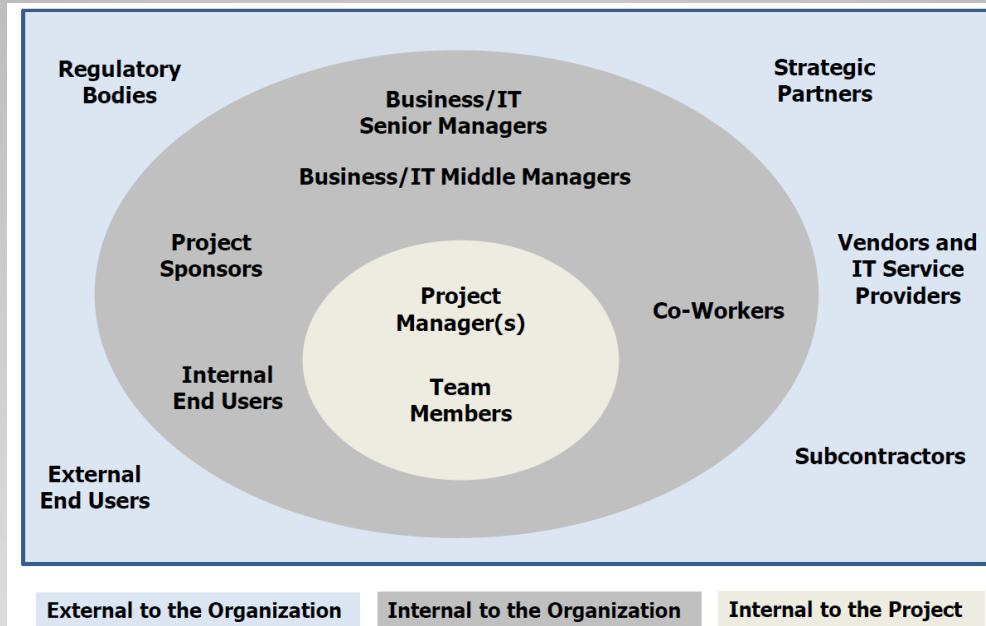 Regulatory
Bodies
Strategic
Partners
Business/IT
Senior Managers
Business/IT Middle Managers
Project
Sponsors
Vendors and
IT Service
Providers
Project
Manager(s)
Co-Workers
Internal
End Users
Team
Members
Subcontractors
External
End Users
External to the Organization
Internal to the Organization
Internal to the Project